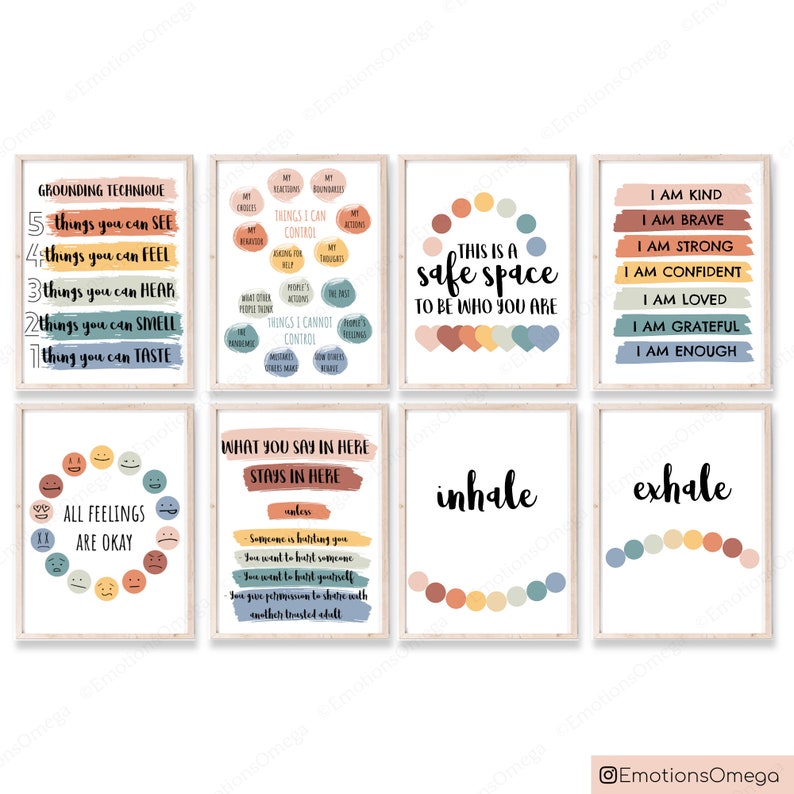 GROUNDING TECHNIQUE
5 things you can SEE
4 things you can FEEL
3 things you can HEAR
2 things you can SMELL
1 thing you can TASTE
MY
REACTIONS
MY
BOUNDARIES
MY
CHOICES
THINGS I CAN
CONTROL
MY
ACTIONS
MY
BEHAVIOR
ASKING FOR
HELP
MY
THOUGHTS
WHAT OTHER
PEOPLE THINK
PEOPLE'S
ACTIONS
THE PAST
THINGS I CANNOT
CONTROL
THE
PANDEMIC
PEOPLE'S
FEELINGS
MISTAKES
OTHERS MAKE
HOW OTHERS
BEHAVE
THIS IS A
safe space
TO BE WHO YOU ARE
I AM KIND
I AM BRAVE
I AM STRONG
I AM CONFIDENT
I AM LOVED
I AM GRATEFUL
I AM ENOUGH
ALL FEELINGS
ARE OKAY
WHAT YOU SAY IN HERE
STAYS IN HERE
unless
- Someone is hurting you
- You want to hurt someone
- You want to hurt yourself
- You give permission to share with
another trusted adult
inhale
exhale
©EmotionsOmega
EmotionsOmega